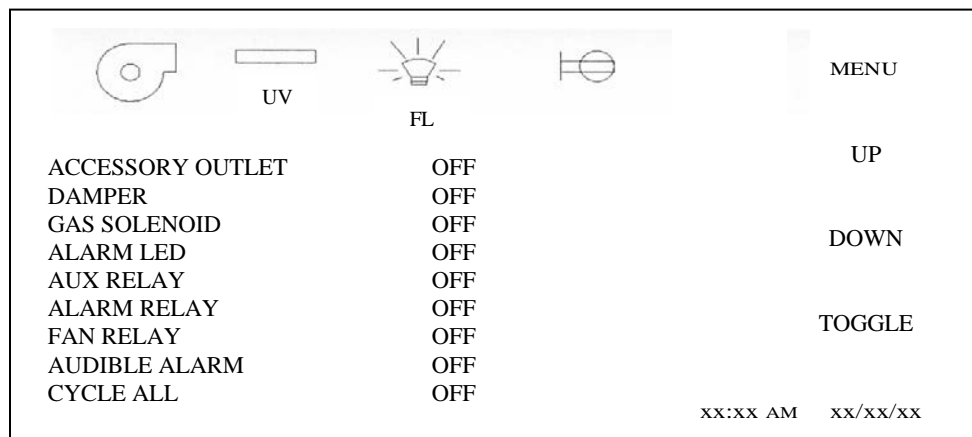 MENU
UV
FL
ACCESSORY OUTLET OFF
UP
DAMPER OFF
GAS SOLENOID OFF
DOWN
ALARM LED OFF
AUX RELAY OFF
ALARM RELAY OFF
TOGGLE
FAN RELAY OFF
AUDIBLE ALARM OFF
CYCLE ALL OFF
xx:xx AM xx/xx/xx